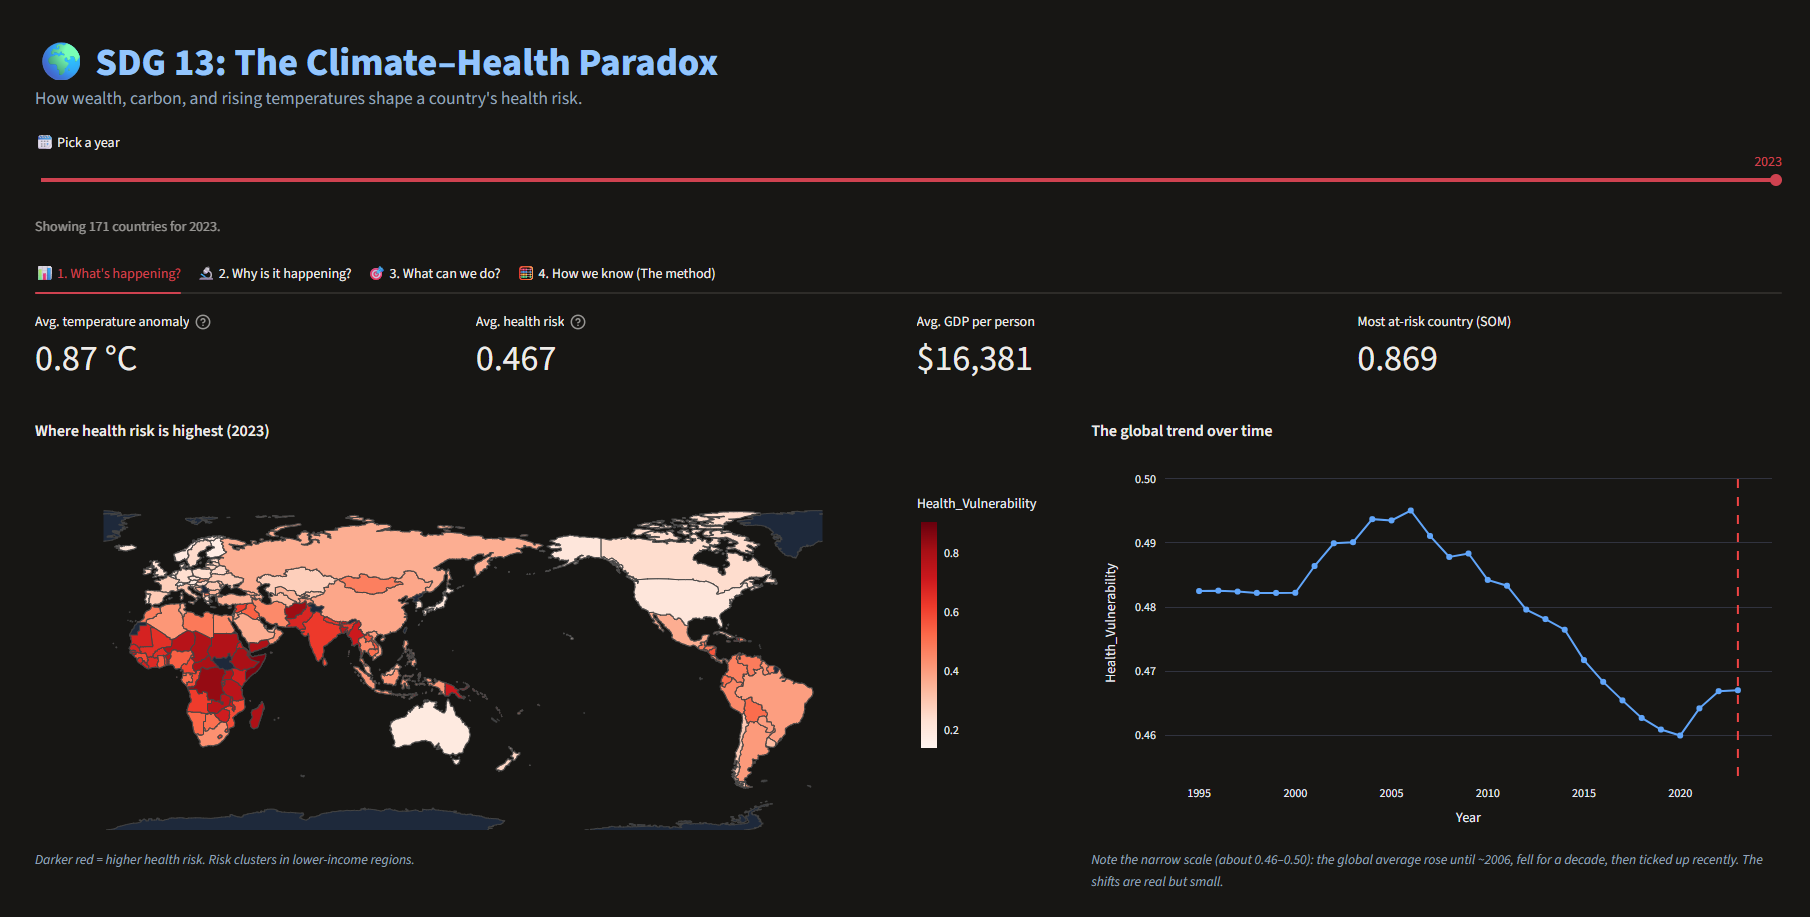 SDG 13: The Climate–Health Paradox
How wealth, carbon, and rising temperatures shape a country's health risk.
Pick a year
2023
Showing 171 countries for 2023.
1. What's happening?
2. Why is it happening?
3. What can we do?
4. How we know (The method)
Avg. temperature anomaly
0.87 °C
Avg. health risk
0.467
Avg. GDP per person
$16,381
Most at-risk country (SOM)
0.869
Where health risk is highest (2023)
Health_Vulnerability
0.8
0.6
0.4
0.2
Darker red = higher health risk. Risk clusters in lower-income regions.
The global trend over time
Health_Vulnerability
0.50
0.49
0.48
0.47
0.46
1995
2000
2005
2010
2015
2020
Year
Note the narrow scale (about 0.46–0.50): the global average rose until ~2006, fell for a decade, then ticked up recently. The
shifts are real but small.